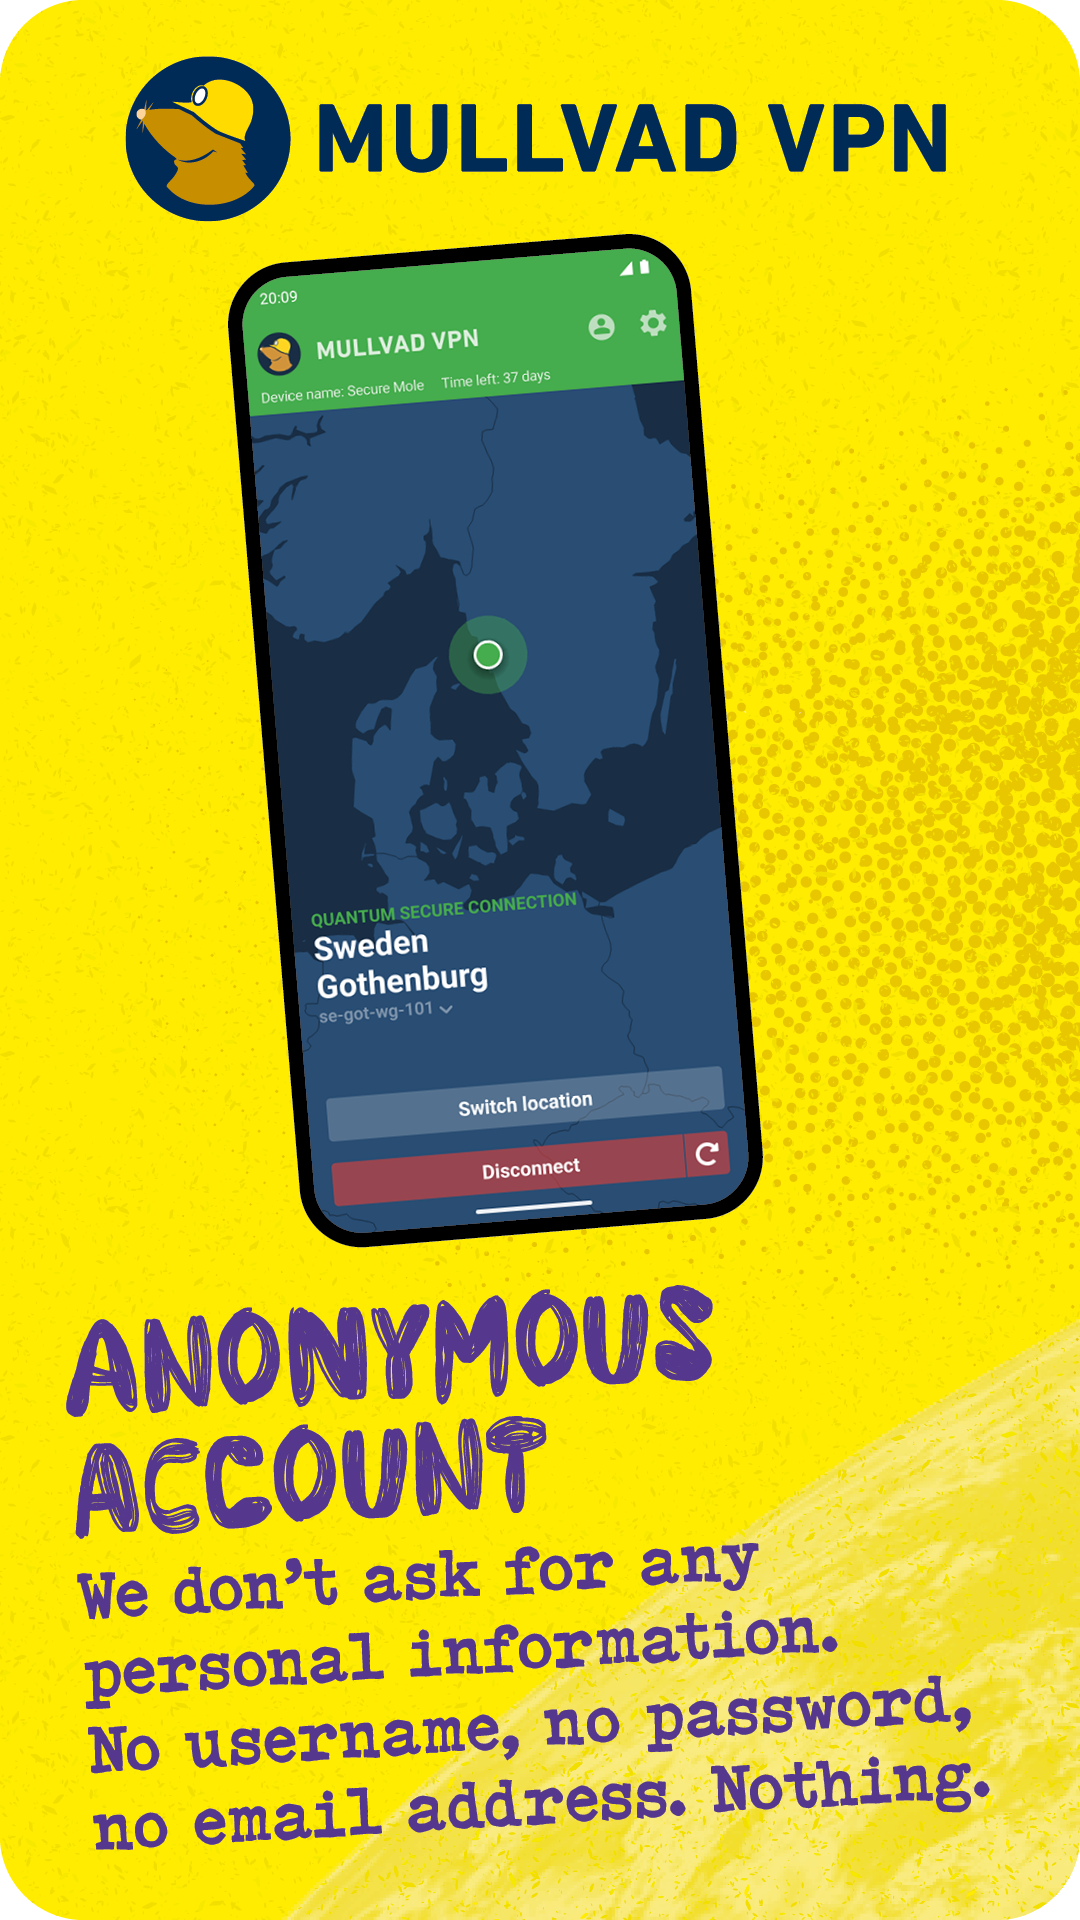 MULLVAD VPN
20:09
MULLVAD VPN
Device name: Secure Mole Time left: 37 days
QUANTUM SECURE CONNECTION
Sweden
Gothenburg
se-got-wg-101
Switch location
Disconnect
ANONYMOUS
ACCOUNT
We don't ask for any
personal information.
No username, no password,
no email address. Nothing.